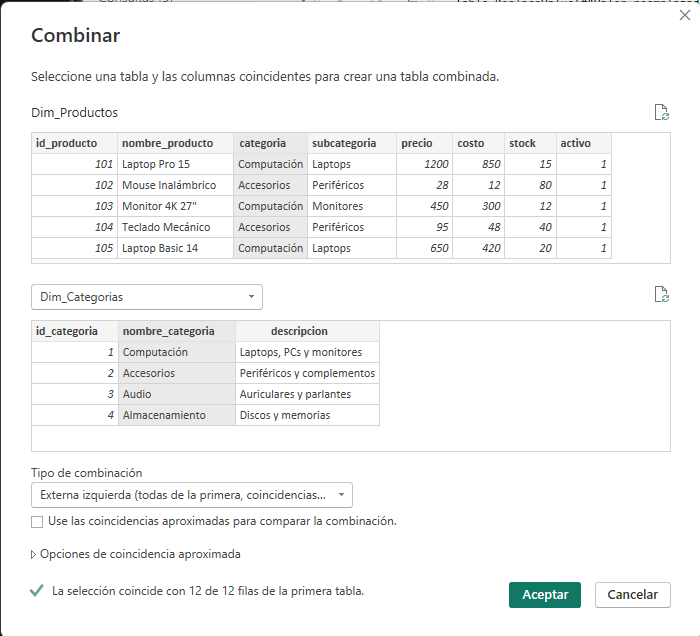 Combinar
Seleccione una tabla y las columnas coincidentes para crear una tabla combinada.
Dim_Productos
id_producto nombre_producto categoria subcategoria precio costo stock activo
101 Laptop Pro 15 Computación Laptops 1200 850 15 1
102 Mouse Inalámbrico Accesorios Periféricos 28 12 80 1
103 Monitor 4K 27" Computación Monitores 450 300 12 1
104 Teclado Mecánico Accesorios Periféricos 95 48 40 1
105 Laptop Basic 14 Computación Laptops 650 420 20 1
Dim_Categorias
id_categoria nombre_categoria descripcion
1 Computación Laptops, PCs y monitores
2 Accesorios Periféricos y complementos
3 Audio Auriculares y parlantes
4 Almacenamiento Discos y memorias
Tipo de combinación
Externa izquierda (todas de la primera, coincidencias...
Use las coincidencias aproximadas para comparar la combinación.
Opciones de coincidencia aproximada
La selección coincide con 12 de 12 filas de la primera tabla.
Aceptar Cancelar